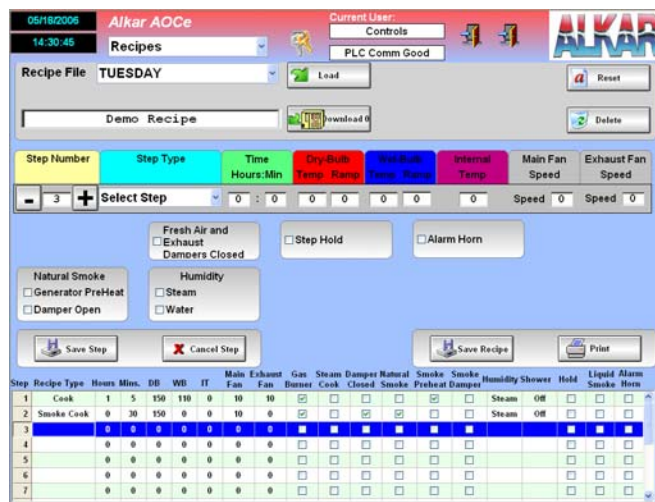 05/18/2006 Alkar AOCe Current User:
14:30:45 Recipes Controls
PLC Comm Good
ALKAR
Recipe File TUESDAY Load Reset
Demo Recipe Download Delete
Step Number Step Type Time Dry-Bulb Wet-Bulb Internal Main Fan Exhaust Fan
Hours:Min Temp Ramp Temp Ramp Temp Speed Speed
- 3 + Select Step 0 : 0 0 0 0 0 0 Speed 0 Speed 0
Fresh Air and
Exhaust Step Hold Alarm Horn
Dampers Closed
Natural Smoke Humidity
Generator PreHeat Steam
Damper Open Water
Save Step Cancel Step Save Recipe Print
Main Exhaust Gas Steam Damper Natural Smoke Smoke Liquid Alarm
Step Recipe Type Hours Mins. DB WB IT Fan Fan Burner Cook Closed Smoke Preheat Damper Humidity Shower Hold Smoke Horn
1 Cook 1 5 150 110 0 10 10 Steam Off
2 Smoke Cook 0 30 150 0 0 10 0 Steam Off
3 0 0 0 0 0 0 0
4 0 0 0 0 0 0 0
5 0 0 0 0 0 0 0
6 0 0 0 0 0 0 0
7 0 0 0 0 0 0 0